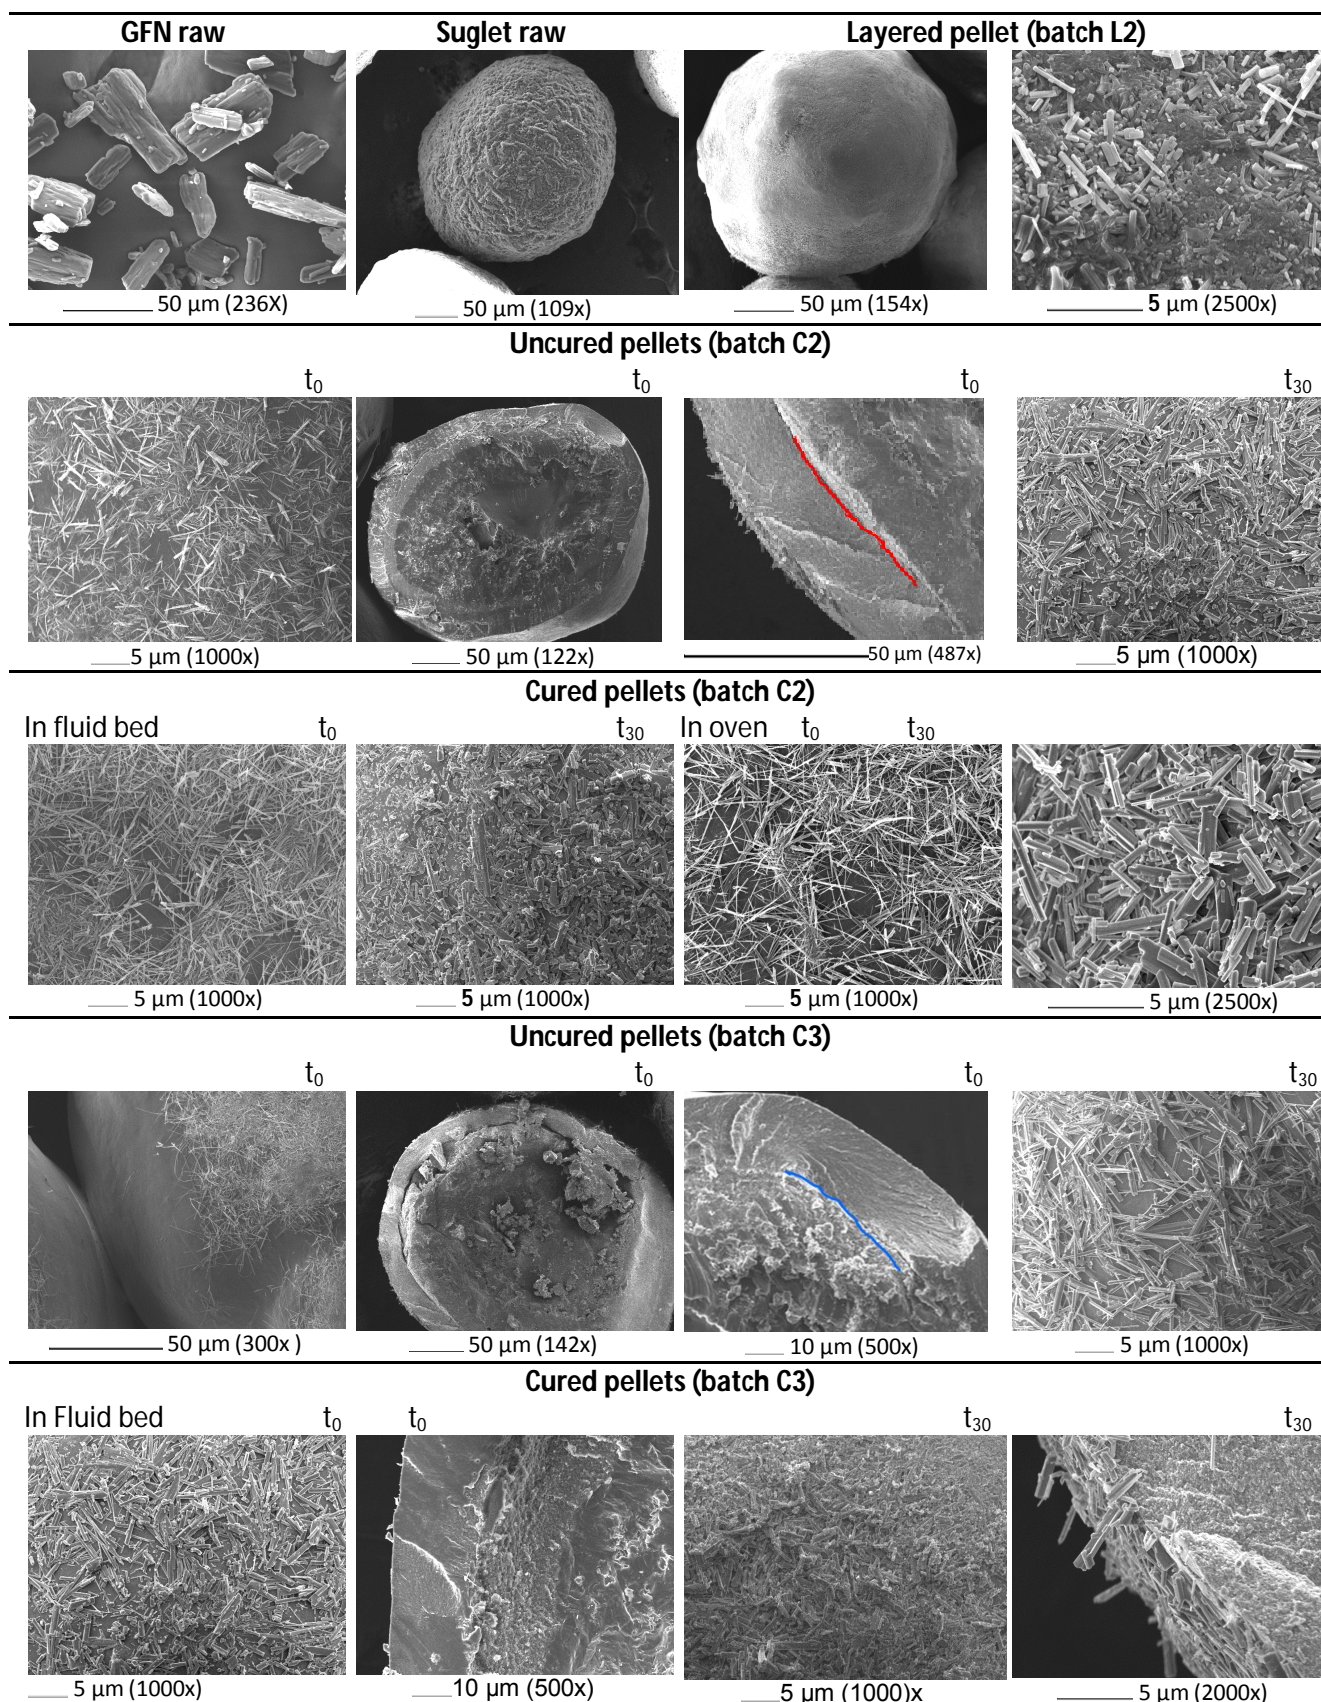 GFN raw Suglet raw Layered pellet (batch L2)
50 µm (236X) 50 µm (109x) 50 µm (154x) 5 µm (2500x)
Uncured pellets (batch C2)
t0 t0 t0 t30
5 µm (1000x) 50 µm (122x) 50 µm (487x) 5 µm (1000x)
Cured pellets (batch C2)
In fluid bed t0 t30 In oven t0 t30
5 µm (1000x) 5 µm (1000x) 5 µm (1000x) 5 µm (2500x)
Uncured pellets (batch C3)
t0 t0 t0 t30
50 µm (300x ) 50 µm (142x) 10 µm (500x) 5 µm (1000x)
Cured pellets (batch C3)
In Fluid bed t0 t0 t30 t30
5 µm (1000x) 10 µm (500x) 5 µm (1000)x 5 µm (2000x)